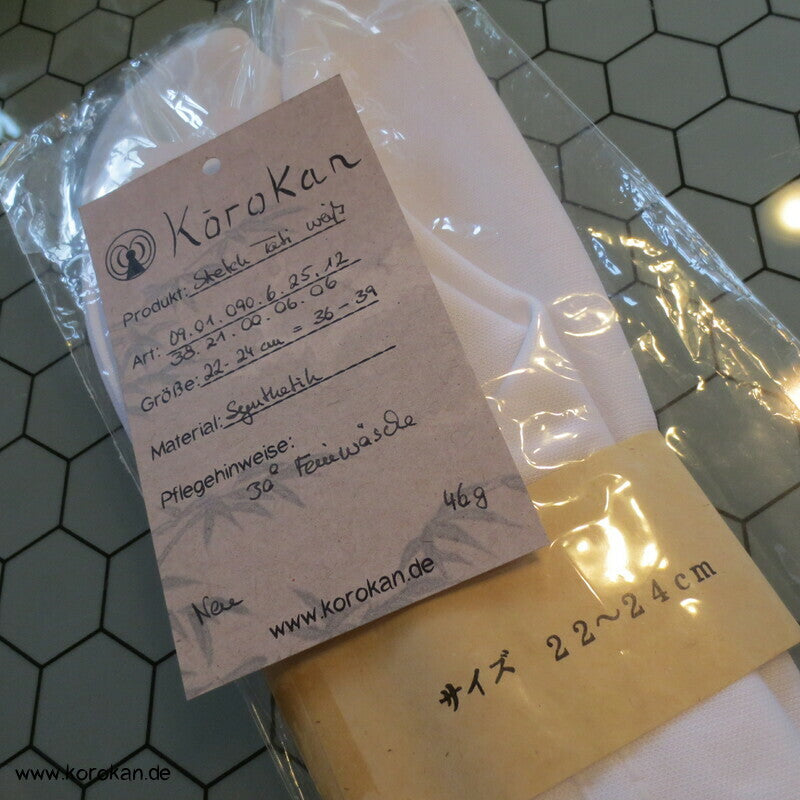 Kōrokan
Produkt: Stretch Tabi weiß
Art: 09.01.090.6.25.12
38.21.00.06.06
Größe: 22-24 cm = 36-39
Material: Synthetik
Pflegehinweise:
30° Feinwäsche
46g
Neu
www.korokan.de
サイズ 22~24cm
www.korokan.de